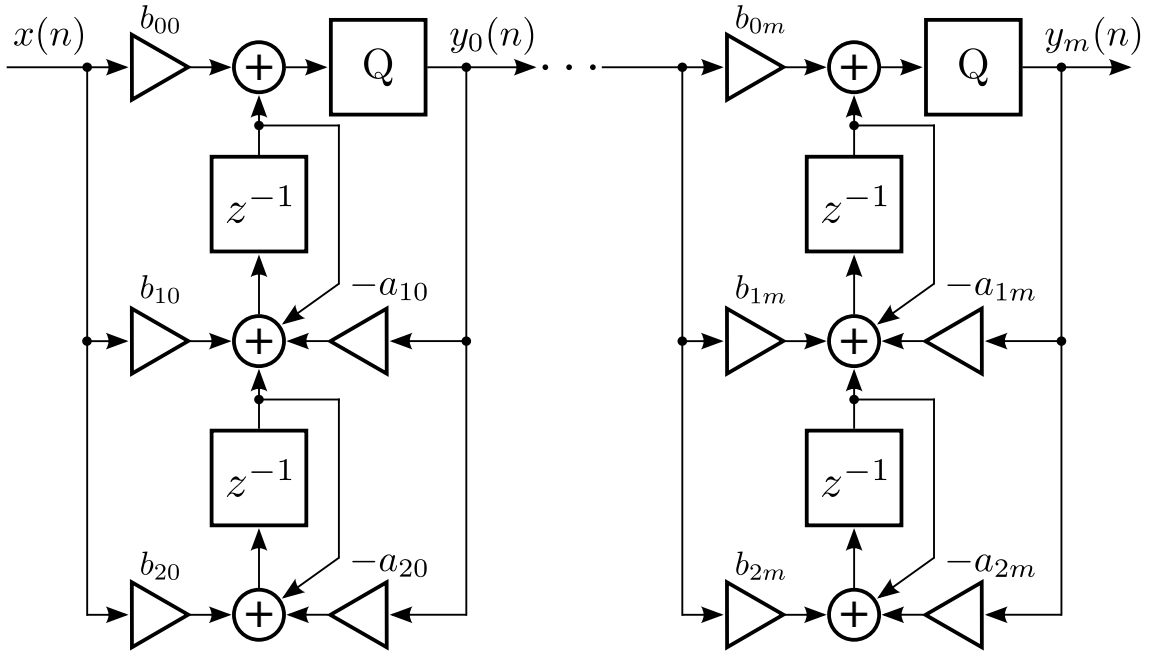 x(n) b₀₀ + Q y₀(n) · · · b₀ₘ + Q yₘ(n)
z⁻¹ z⁻¹
b₁₀ + −a₁₀ b₁ₘ + −a₁ₘ
z⁻¹ z⁻¹
b₂₀ + −a₂₀ b₂ₘ + −a₂ₘ